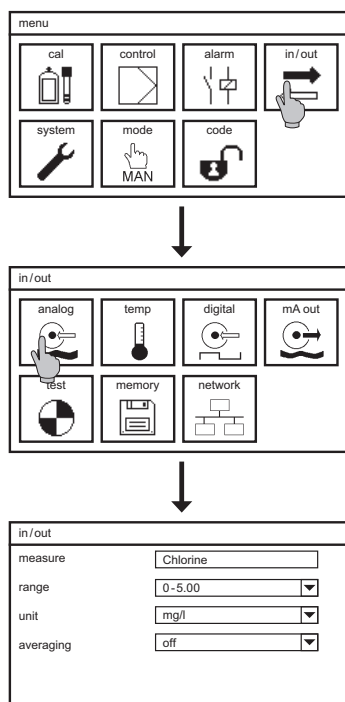 menu
cal control alarm in/out
system mode code
MAN
in/out
analog temp digital mA out
test memory network
in/out
measure Chlorine
range 0-5.00
unit mg/l
averaging off